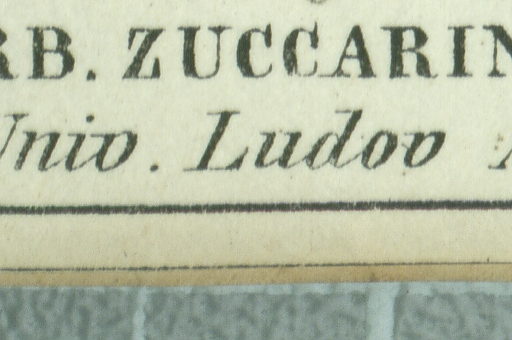 RB. ZUCCARIN
Univ. Ludov